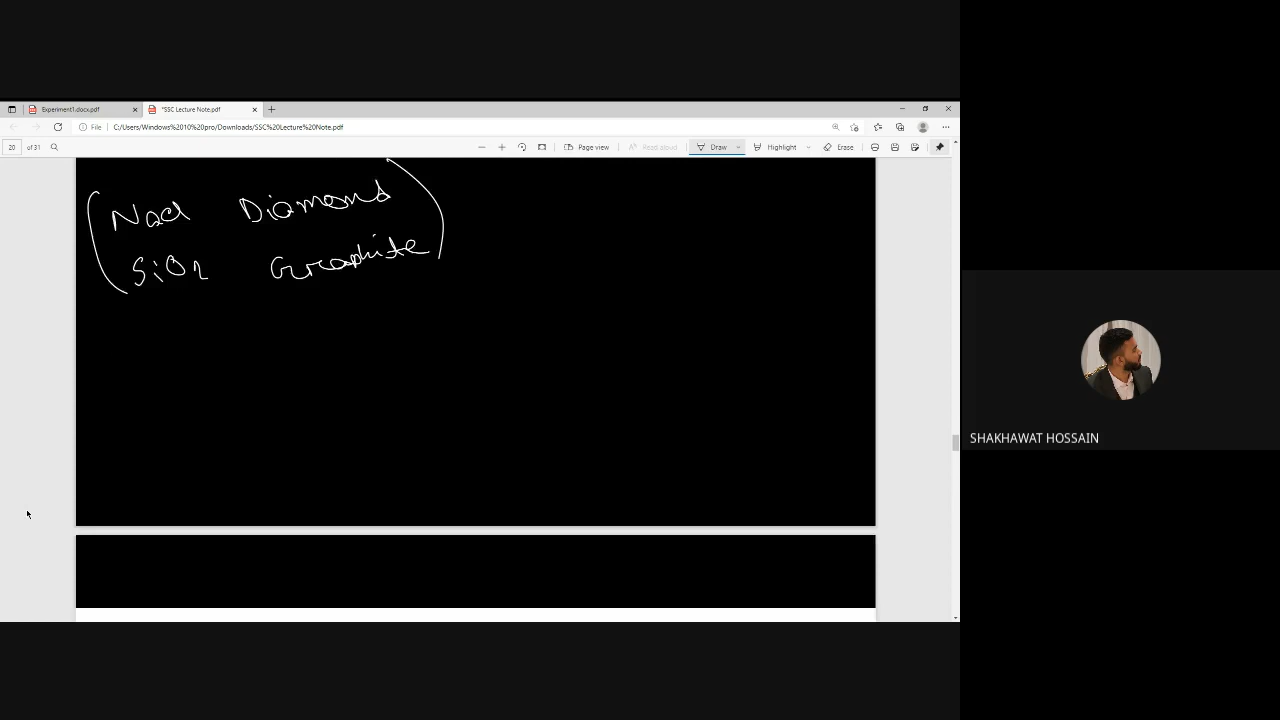 Experiment1.docx.pdf
*SSC Lecture Note.pdf
File C:/Users/Windows%2010%20pro/Downloads/SSC%20Lecture%20Note.pdf
20 of 31 Page view Read aloud Draw Highlight Erase
Nacl Diamond
SiO2 Graphite
SHAKHAWAT HOSSAIN